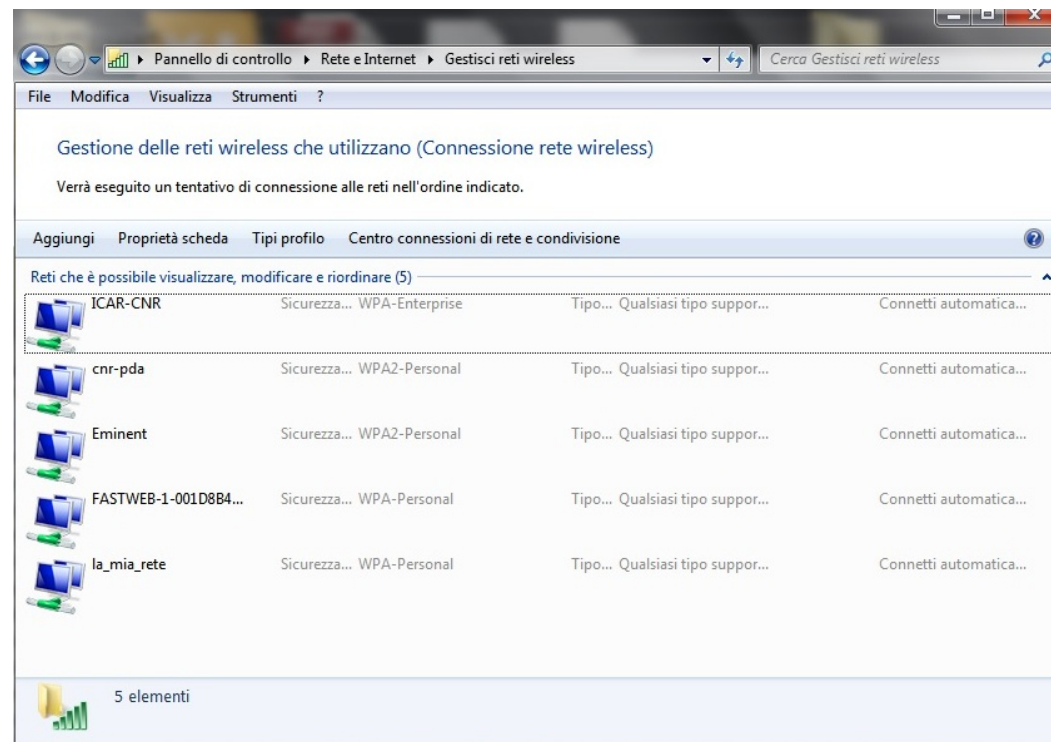 Pannello di controllo ▸ Rete e Internet ▸ Gestisci reti wireless Cerca Gestisci reti wireless
File Modifica Visualizza Strumenti ?
Gestione delle reti wireless che utilizzano (Connessione rete wireless)
Verrà eseguito un tentativo di connessione alle reti nell'ordine indicato.
Aggiungi Proprietà scheda Tipi profilo Centro connessioni di rete e condivisione
Reti che è possibile visualizzare, modificare e riordinare (5)
ICAR-CNR Sicurezza... WPA-Enterprise Tipo... Qualsiasi tipo suppor... Connetti automatica...
cnr-pda Sicurezza... WPA2-Personal Tipo... Qualsiasi tipo suppor... Connetti automatica...
Eminent Sicurezza... WPA2-Personal Tipo... Qualsiasi tipo suppor... Connetti automatica...
FASTWEB-1-001D8B4... Sicurezza... WPA-Personal Tipo... Qualsiasi tipo suppor... Connetti automatica...
la_mia_rete Sicurezza... WPA-Personal Tipo... Qualsiasi tipo suppor... Connetti automatica...
5 elementi